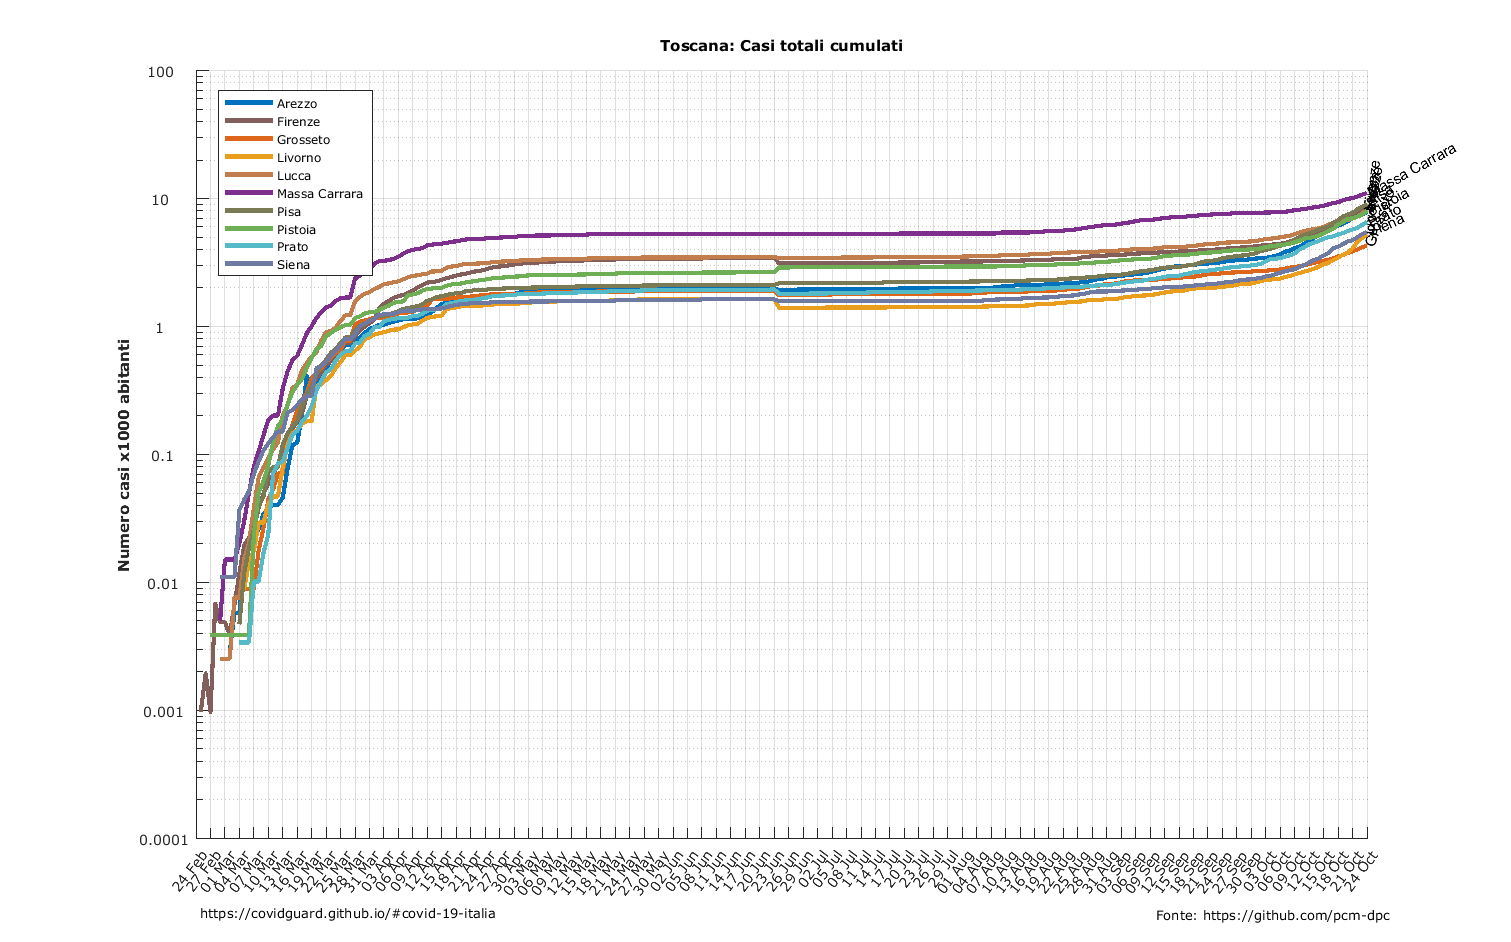 Toscana: Casi totali cumulati
100
10
1
0.1
0.01
0.001
0.0001
Numero casi x1000 abitanti
Arezzo
Firenze
Grosseto
Livorno
Lucca
Massa Carrara
Pisa
Pistoia
Prato
Siena
Massa Carrara
24 Feb
27 Feb
01 Mar
04 Mar
07 Mar
10 Mar
13 Mar
16 Mar
19 Mar
22 Mar
25 Mar
28 Mar
31 Mar
03 Apr
06 Apr
09 Apr
12 Apr
15 Apr
18 Apr
21 Apr
24 Apr
27 Apr
30 Apr
03 May
06 May
09 May
12 May
15 May
18 May
21 May
24 May
27 May
30 May
02 Jun
05 Jun
08 Jun
11 Jun
14 Jun
17 Jun
20 Jun
23 Jun
26 Jun
29 Jun
02 Jul
05 Jul
08 Jul
11 Jul
14 Jul
17 Jul
20 Jul
23 Jul
26 Jul
29 Jul
01 Aug
04 Aug
07 Aug
10 Aug
13 Aug
16 Aug
19 Aug
22 Aug
25 Aug
28 Aug
31 Aug
03 Sep
06 Sep
09 Sep
12 Sep
15 Sep
18 Sep
21 Sep
24 Sep
27 Sep
30 Sep
03 Oct
06 Oct
09 Oct
12 Oct
15 Oct
18 Oct
21 Oct
24 Oct
https://covidguard.github.io/#covid-19-italia
Fonte: https://github.com/pcm-dpc